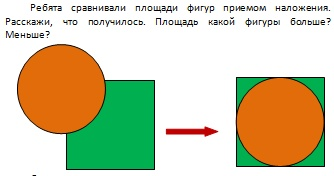 Ребята сравнивали площади фигур приемом наложения.
Расскажи, что получилось. Площадь какой фигуры больше?
Меньше?